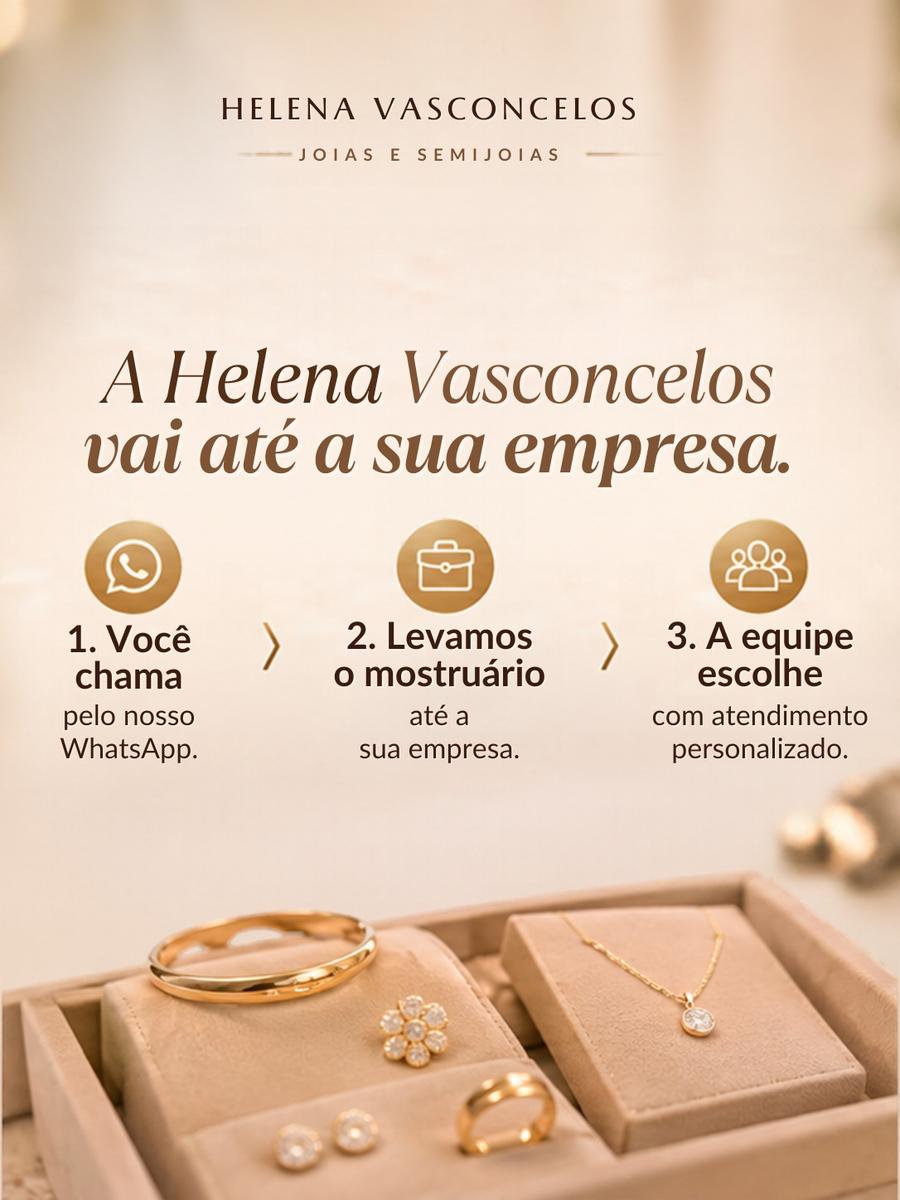 HELENA VASCONCELOS
JOIAS E SEMIJOIAS
A Helena Vasconcelos
vai até a sua empresa.
1. Você
chama
pelo nosso
WhatsApp.
2. Levamos
o mostruário
até a
sua empresa.
3. A equipe
escolhe
com atendimento
personalizado.